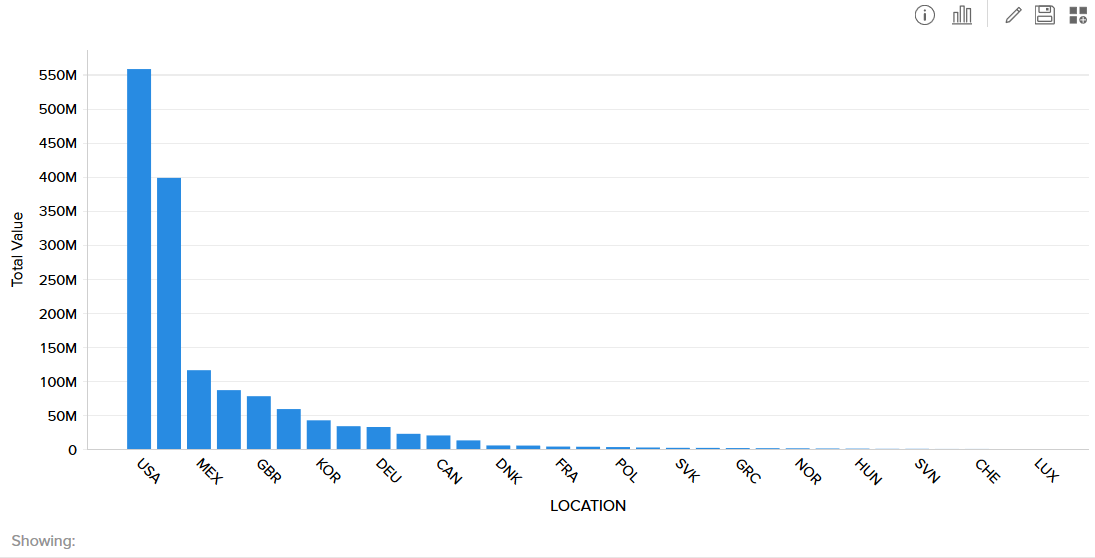 550M
500M
450M
400M
350M
300M
250M
200M
150M
100M
50M
0
Total Value
USA
MEX
GBR
KOR
DEU
CAN
DNK
FRA
POL
SVK
GRC
NOR
HUN
SVN
CHE
LUX
LOCATION
Showing: